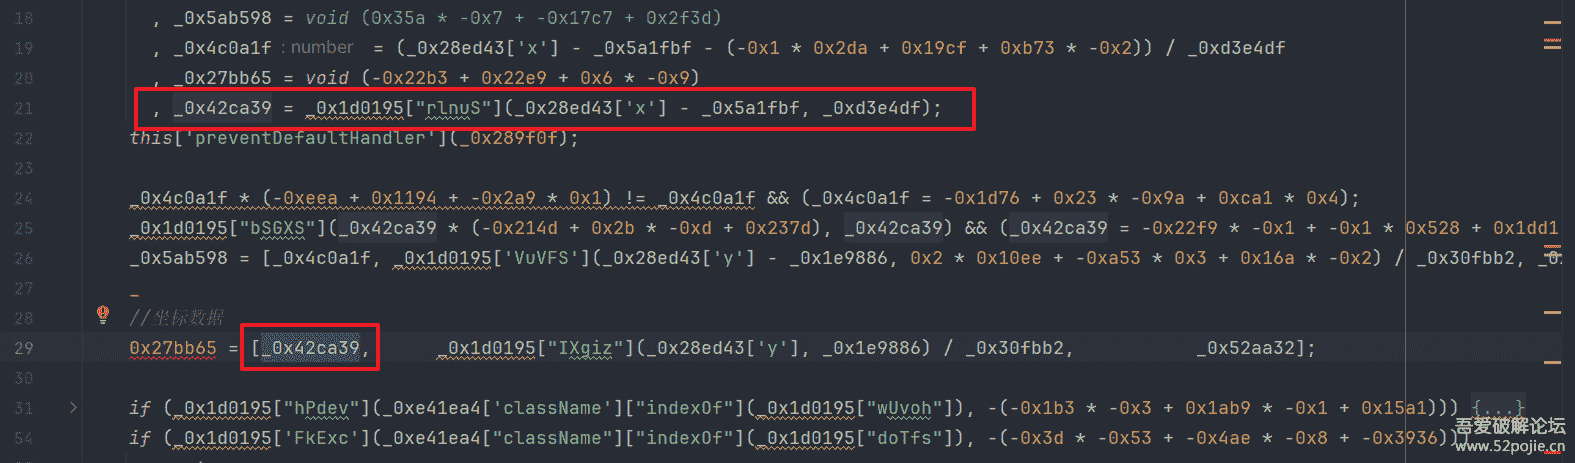 18 , _0x5ab598 = void (0x35a * -0x7 + -0x17c7 + 0x2f3d)
19 , _0x4c0a1f : number = (_0x28ed43['x'] - _0x5a1fbf - (-0x1 * 0x2da + 0x19cf + 0xb73 * -0x2)) / _0xd3e4df
20 , _0x27bb65 = void (-0x22b3 + 0x22e9 + 0x6 * -0x9)
21 , _0x42ca39 = _0x1d0195["rlnuS"](_0x28ed43['x'] - _0x5a1fbf, _0xd3e4df);
22 this['preventDefaultHandler'](_0x289f0f);
23
24 _0x4c0a1f * (-0xeea + 0x1194 + -0x2a9 * 0x1) != _0x4c0a1f && (_0x4c0a1f = -0x1d76 + 0x23 * -0x9a + 0xca1 * 0x4);
25 _0x1d0195["bSGXS"](_0x42ca39 * (-0x214d + 0x2b * -0xd + 0x237d), _0x42ca39) && (_0x42ca39 = -0x22f9 * -0x1 + -0x1 * 0x528 + 0x1dd1
26 _0x5ab598 = [_0x4c0a1f, _0x1d0195['VuVFS'](_0x28ed43['y'] - _0x1e9886, 0x2 * 0x10ee + -0xa53 * 0x3 + 0x16a * -0x2) / _0x30fbb2, _0
27 _
28 //坐标数据
29 0x27bb65 = [_0x42ca39, _0x1d0195["IXgiz"](_0x28ed43['y'], _0x1e9886) / _0x30fbb2, _0x52aa32];
30
31 if (_0x1d0195["hPdev"](_0xe41ea4['className']["indexOf"](_0x1d0195["wUvoh"]), -(-0x1b3 * -0x3 + 0x1ab9 * -0x1 + 0x15a1))) {...}
54 if (_0x1d0195['FkExc'](_0xe41ea4["className"]["indexOf"](_0x1d0195["doTfs"]), -(-0x3d * -0x53 + -0x4ae * -0x8 + -0x3936)))
吾爱破解论坛
www.52pojie.cn